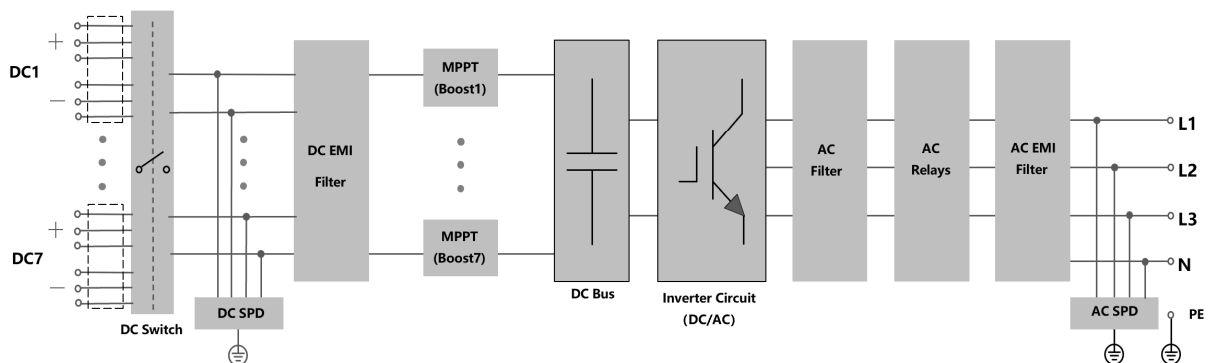 DC1
+
−
DC7
+
−
DC Switch
DC SPD
DC EMI
Filter
MPPT
(Boost1)
MPPT
(Boost7)
DC Bus
Inverter Circuit
(DC/AC)
AC
Filter
AC
Relays
AC EMI
Filter
L1
L2
L3
N
AC SPD
PE